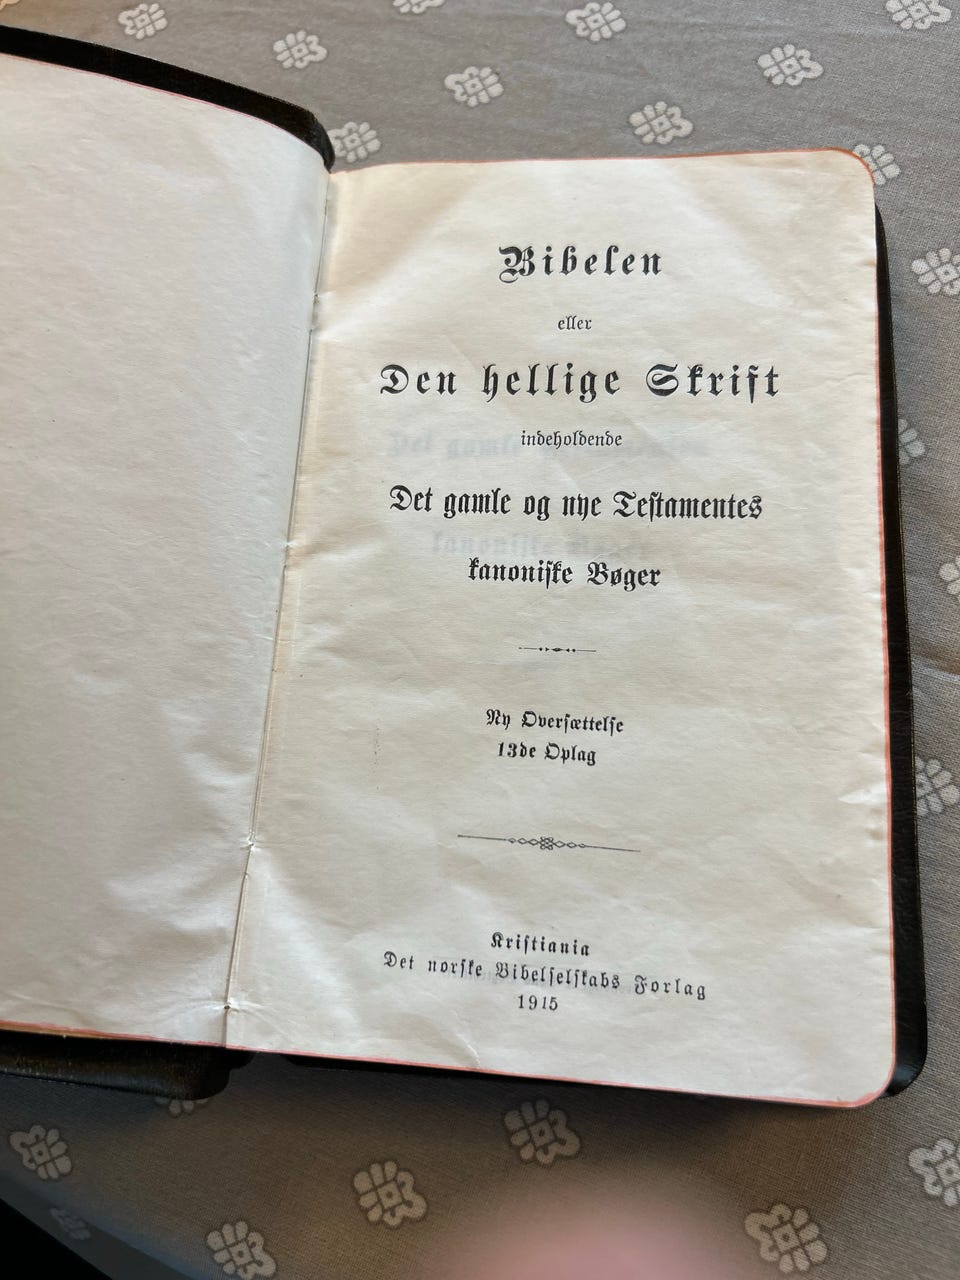 Bibelen
eller
Den hellige Skrift
indeholdende
Det gamle og nye Testamentes
kanoniske Bøger
Ny Oversættelse
13de Oplag
Kristiania
Det norske Bibelselskabs Forlag
1915